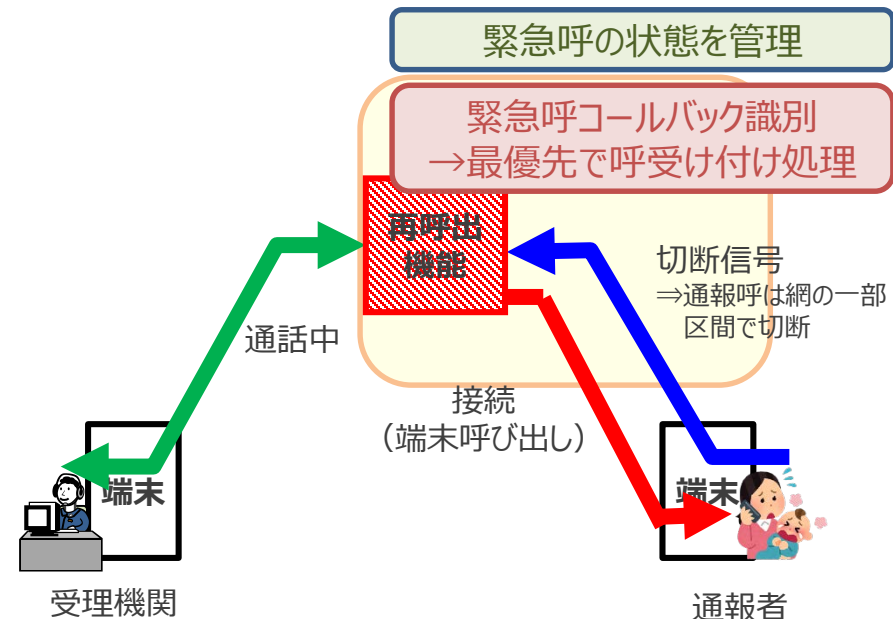 緊急呼の状態を管理
緊急呼コールバック識別
→最優先で呼受け付け処理
再呼出
機能
切断信号
⇒通報呼は網の一部
区間で切断
通話中
接続
（端末呼び出し）
端末
端末
受理機関
通報者